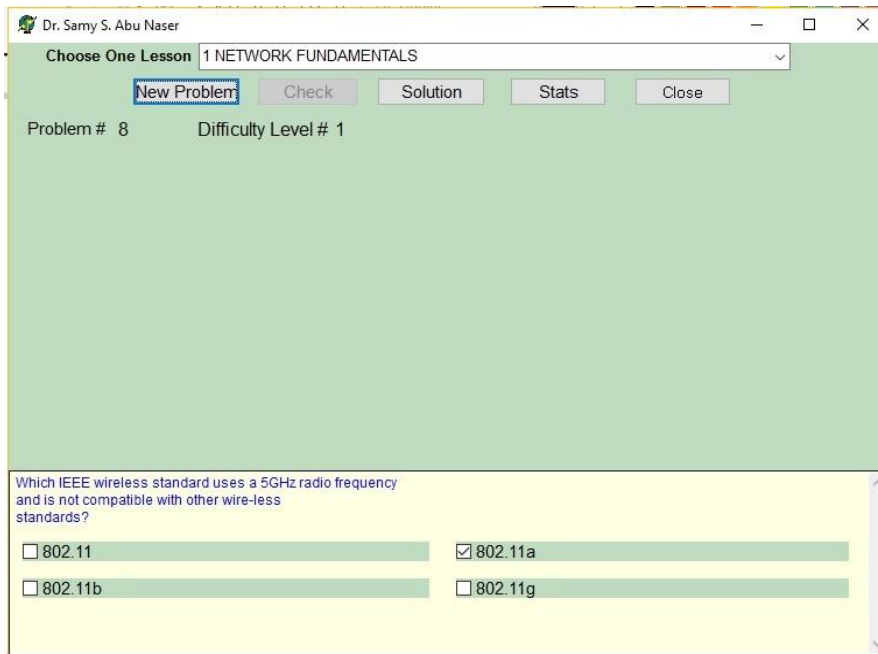 Dr. Samy S. Abu Naser
Choose One Lesson 1 NETWORK FUNDAMENTALS
New Problem Check Solution Stats Close
Problem # 8 Difficulty Level # 1
Which IEEE wireless standard uses a 5GHz radio frequency
and is not compatible with other wire-less
standards?
802.11 802.11a
802.11b 802.11g